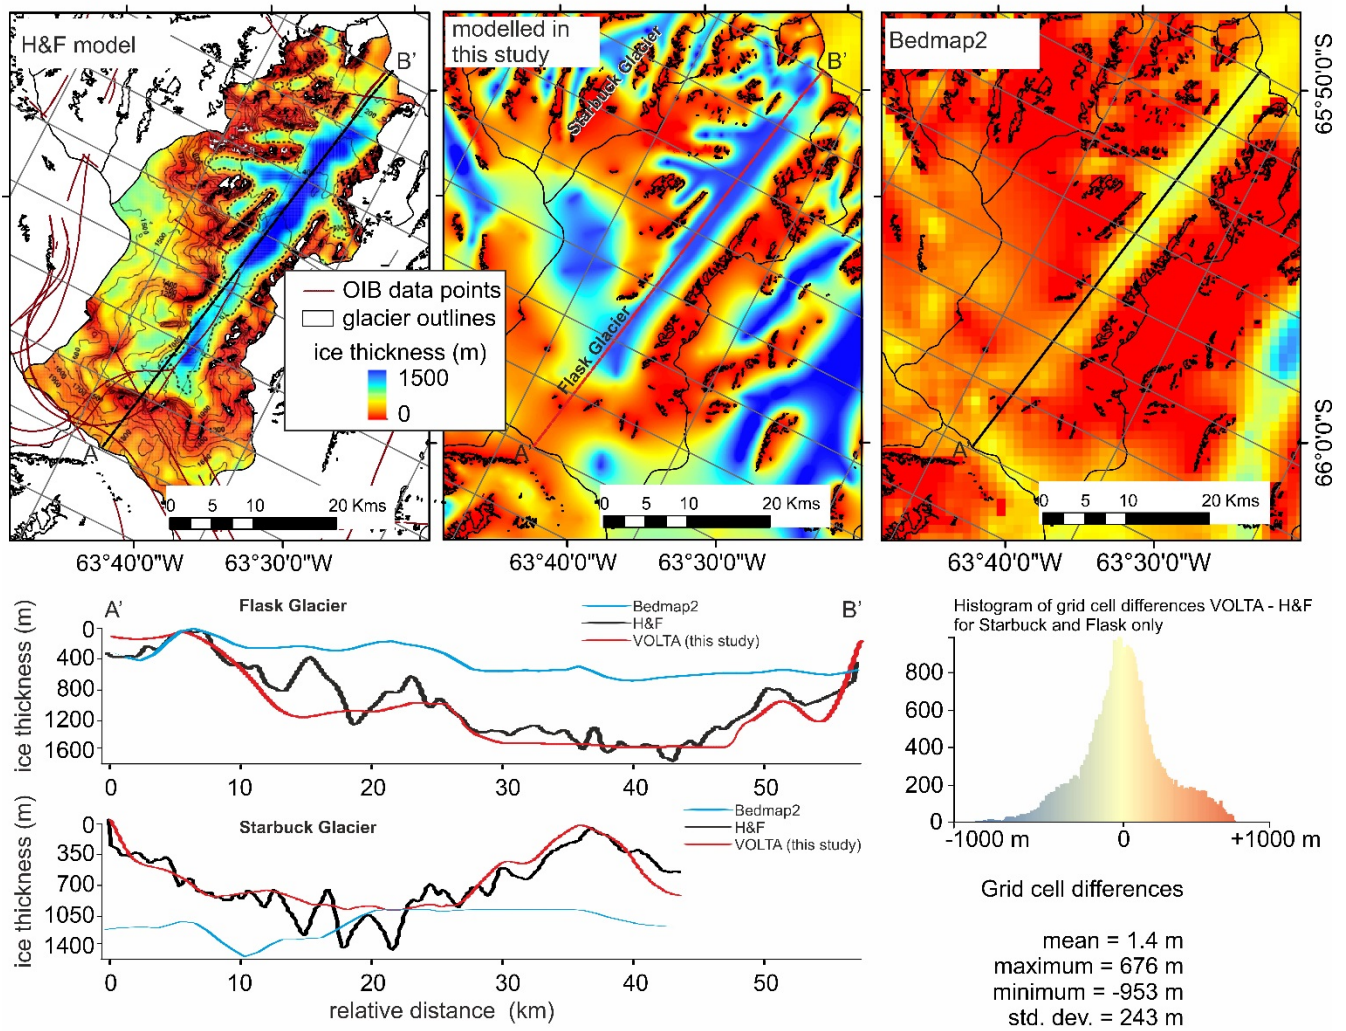 H&F model
B'
A'
modelled in
this study
Starbuck Glacier
Flask Glacier
B'
A'
Bedmap2
A'
65°50'0"S
66°0'0"S
OIB data points
glacier outlines
ice thickness (m)
1500
0
0 5 10 20 Kms
0 5 10 20 Kms
0 5 10 20 Kms
63°40'0"W 63°30'0"W
63°40'0"W 63°30'0"W
63°40'0"W 63°30'0"W
A' Flask Glacier B'
Bedmap2
H&F
VOLTA (this study)
ice thickness (m)
0
400
800
1200
1600
0 10 20 30 40 50
Starbuck Glacier
Bedmap2
H&F
VOLTA (this study)
ice thickness (m)
0
350
700
1050
1400
0 10 20 30 40 50
relative distance (km)
Histogram of grid cell differences VOLTA - H&F
for Starbuck and Flask only
800
600
400
200
0
-1000 m 0 +1000 m
Grid cell differences
mean = 1.4 m
maximum = 676 m
minimum = -953 m
std. dev. = 243 m